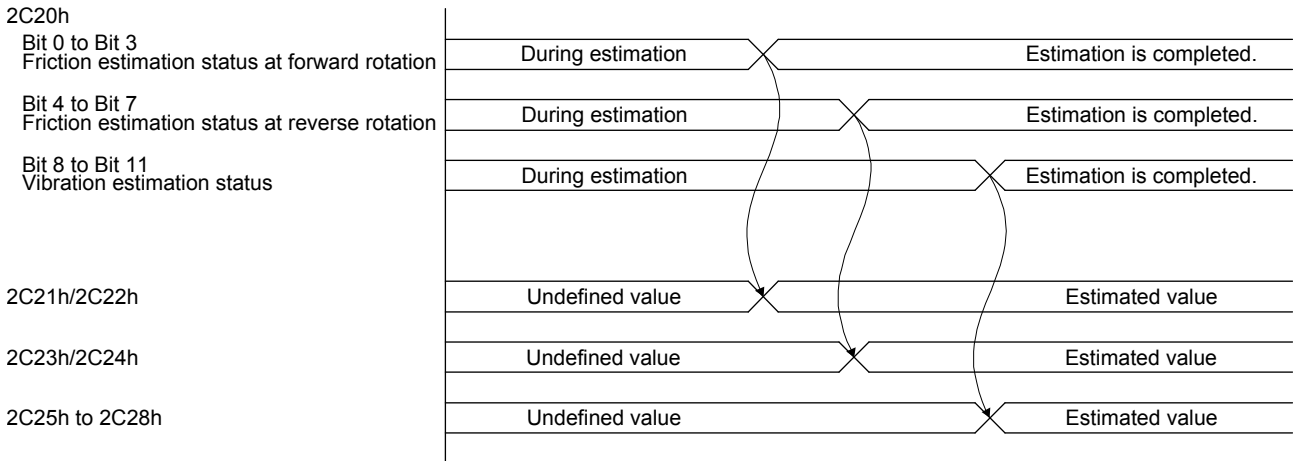 2C20h
Bit 0 to Bit 3
Friction estimation status at forward rotation
During estimation
Estimation is completed.
Bit 4 to Bit 7
Friction estimation status at reverse rotation
During estimation
Estimation is completed.
Bit 8 to Bit 11
Vibration estimation status
During estimation
Estimation is completed.
2C21h/2C22h
Undefined value
Estimated value
2C23h/2C24h
Undefined value
Estimated value
2C25h to 2C28h
Undefined value
Estimated value